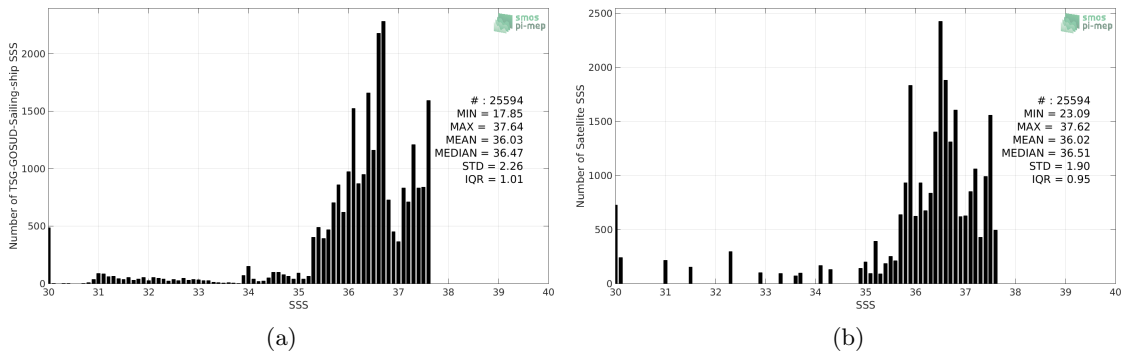 smos
pi-mep
Number of TSG-GOSUD-Sailing-ship SSS
2000
1500
1000
500
0
# : 25594
MIN = 17.85
MAX = 37.64
MEAN = 36.03
MEDIAN = 36.47
STD = 2.26
IQR = 1.01
30 31 32 33 34 35 36 37 38 39 40
SSS
(a)
smos
pi-mep
Number of Satellite SSS
2500
2000
1500
1000
500
0
# : 25594
MIN = 23.09
MAX = 37.62
MEAN = 36.02
MEDIAN = 36.51
STD = 1.90
IQR = 0.95
30 31 32 33 34 35 36 37 38 39 40
SSS
(b)